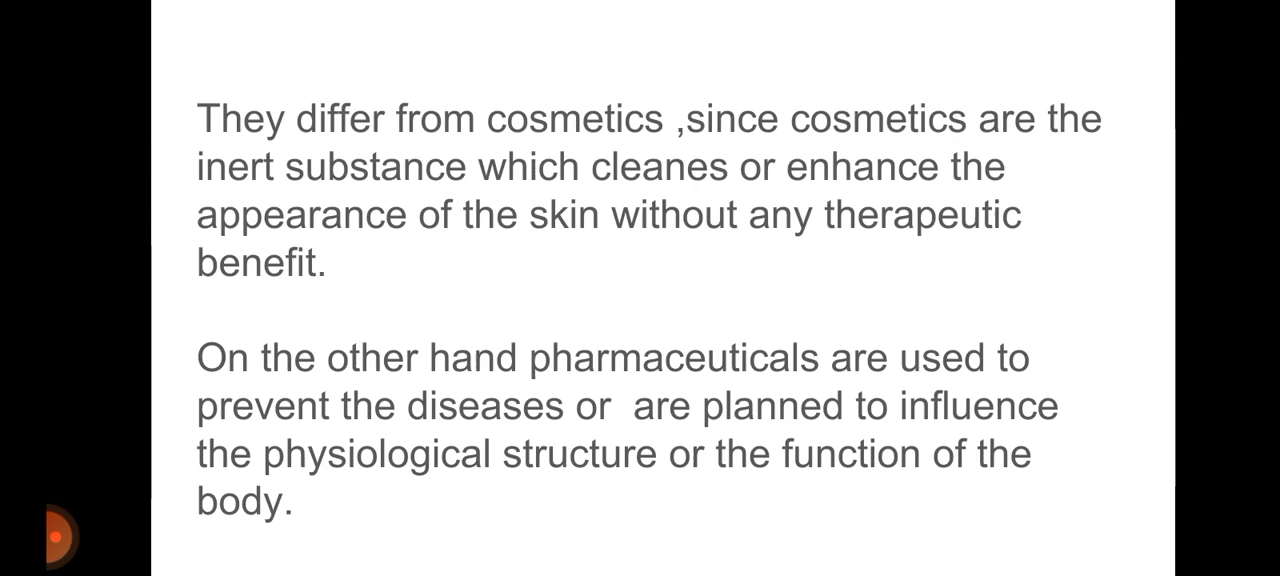 They differ from cosmetics ,since cosmetics are the
inert substance which cleanes or enhance the
appearance of the skin without any therapeutic
benefit.
On the other hand pharmaceuticals are used to
prevent the diseases or  are planned to influence
the physiological structure or the function of the
body.